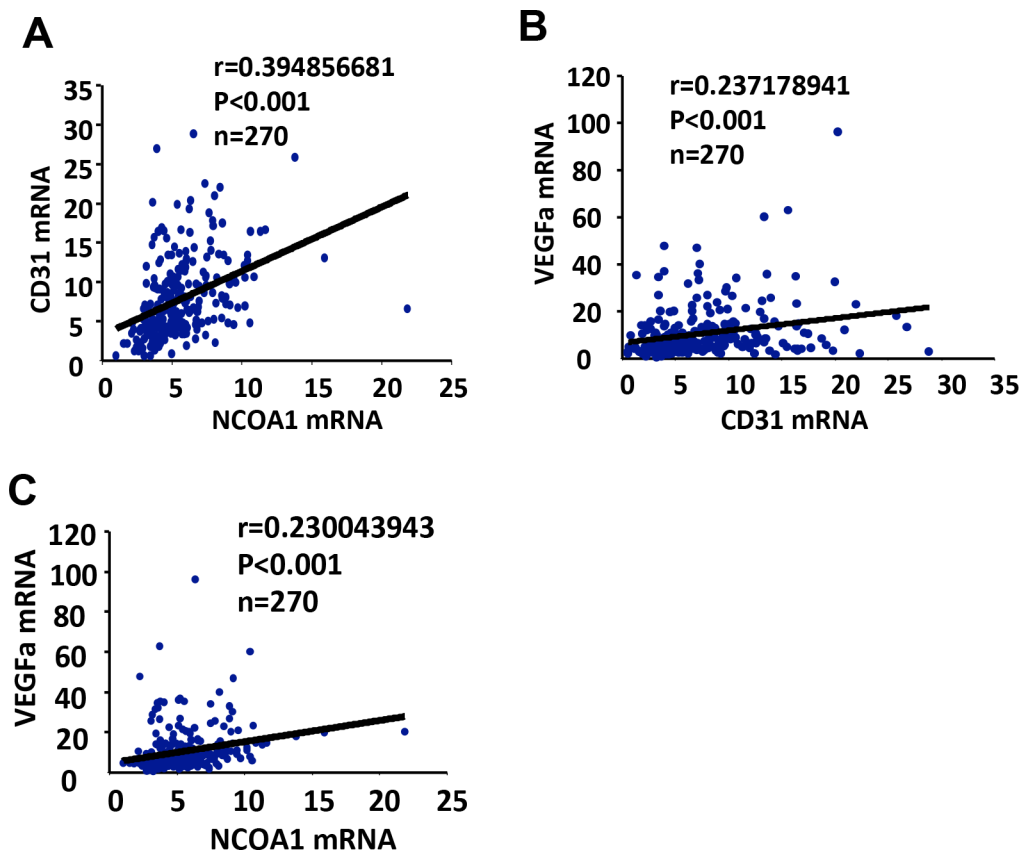 A
r=0.394856681
P<0.001
n=270
35
30
25
20
15
10
5
0
CD31 mRNA
0 5 10 15 20 25
NCOA1 mRNA
B
r=0.237178941
P<0.001
n=270
120
100
80
60
40
20
0
VEGFa mRNA
0 5 10 15 20 25 30 35
CD31 mRNA
C
r=0.230043943
P<0.001
n=270
120
100
80
60
40
20
0
VEGFa mRNA
0 5 10 15 20 25
NCOA1 mRNA